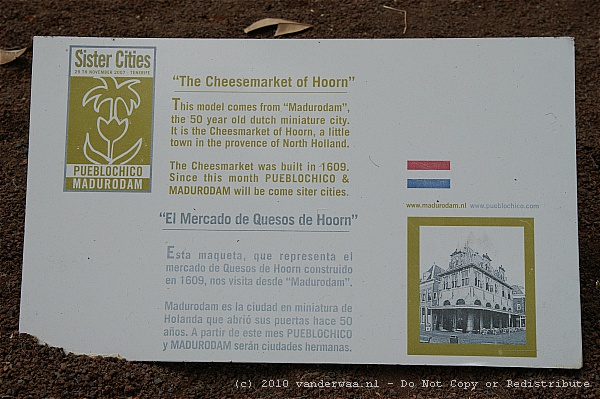 Sister Cities
28 TH NOVEMBER 2007 - TENERIFE
PUEBLOCHICO
MADURODAM
"The Cheesemarket of Hoorn"
This model comes from "Madurodam",
the 50 year old dutch miniature city.
It is the Cheesmarket of Hoorn, a little
town in the provence of North Holland.
The Cheesmarket was built in 1609.
Since this month PUEBLOCHICO &
MADURODAM will be come siter cities.
"El Mercado de Quesos de Hoorn"
Esta maqueta, que representa el
mercado de Quesos de Hoorn construido
en 1609, nos visita desde "Madurodam".
Madurodam es la ciudad en miniatura de
Holanda que abrió sus puertas hace 50
años. A partir de este mes PUEBLOCHICO
y MADURODAM serán ciudades hermanas.
www.madurodam.nl www.pueblochico.com
(c) 2010 vanderwaa.nl - Do Not Copy or Redistribute